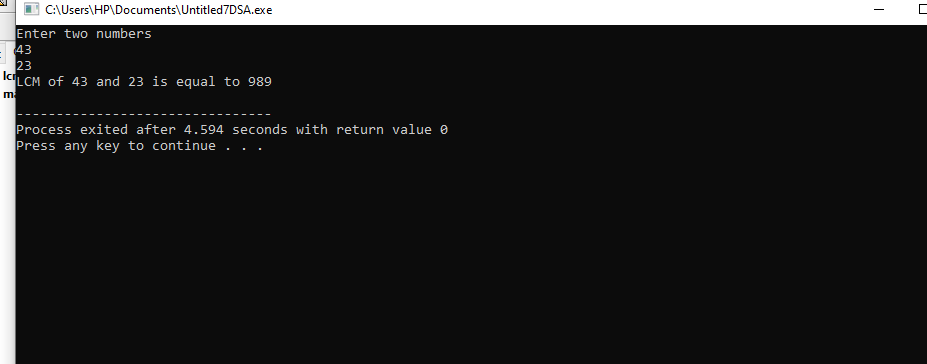 C:\Users\HP\Documents\Untitled7DSA.exe
Enter two numbers
43
23
LCM of 43 and 23 is equal to 989
--------------------------------
Process exited after 4.594 seconds with return value 0
Press any key to continue . . .